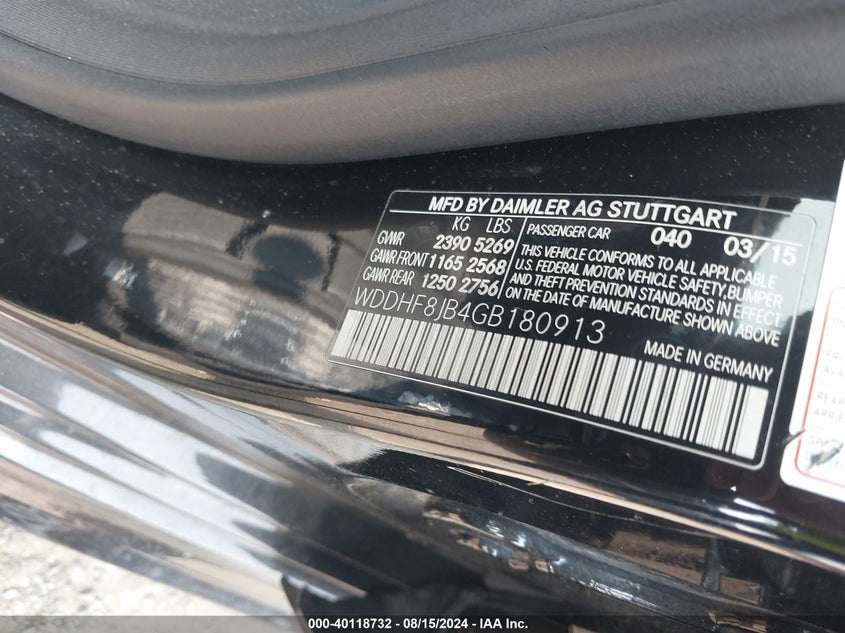 MFD BY DAIMLER AG STUTTGART
KG LBS
GVWR 2390 5269
GAWR FRONT 1165 2568
GAWR REAR 1250 2756
PASSENGER CAR 040 03/15
THIS VEHICLE CONFORMS TO ALL APPLICABLE
U.S. FEDERAL MOTOR VEHICLE SAFETY, BUMPER
AND THEFT PREVENTION STANDARDS IN EFFECT
ON THE DATE OF MANUFACTURE SHOWN ABOVE
WDDHF8JB4GB180913
MADE IN GERMANY
REAR
000-40118732 - 08/15/2024 - IAA Inc.